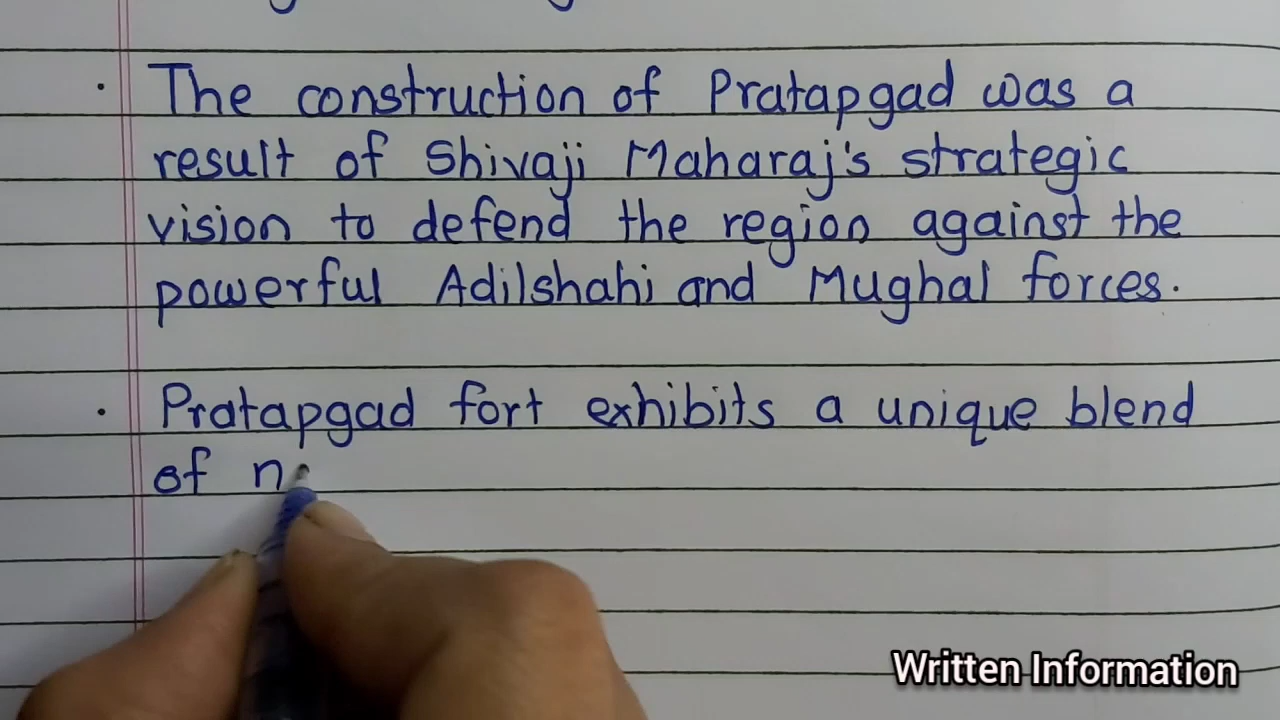 • The construction of Pratapgad was a
result of Shivaji Maharaj's strategic
vision to defend the region against the
powerful Adilshahi and Mughal forces.
• Pratapgad fort exhibits a unique blend
of n
Written Information